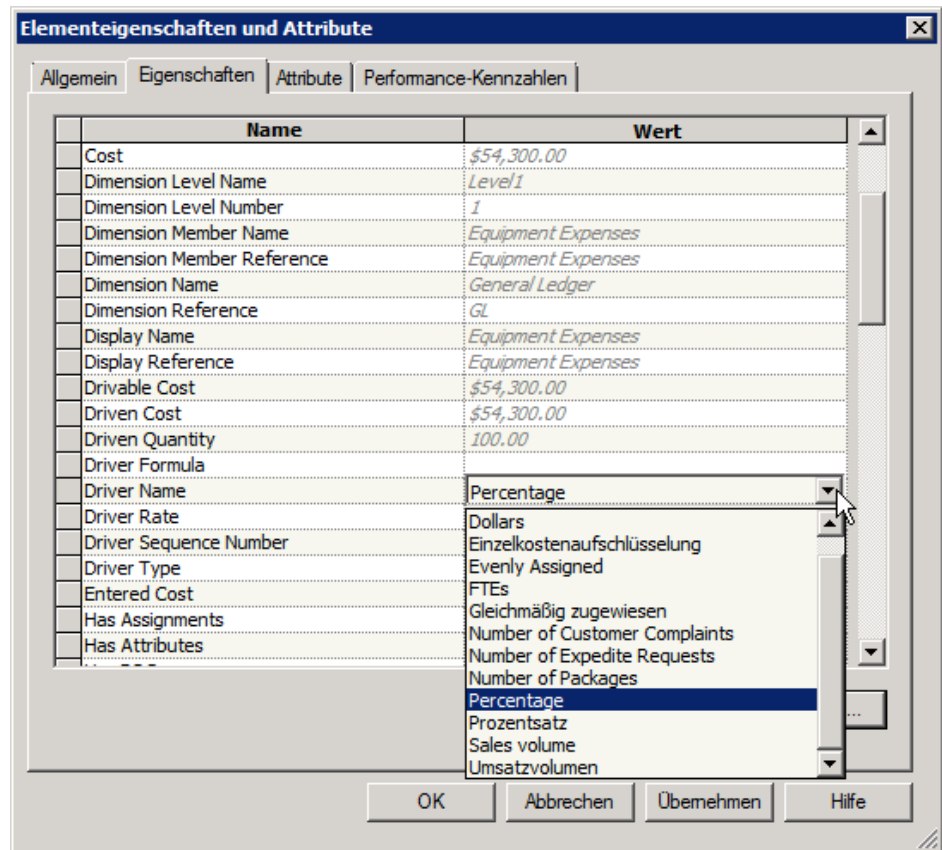 Elementeigenschaften und Attribute
Allgemein Eigenschaften Attribute Performance-Kennzahlen
Name Wert
Cost $54,300.00
Dimension Level Name Level1
Dimension Level Number 1
Dimension Member Name Equipment Expenses
Dimension Member Reference Equipment Expenses
Dimension Name General Ledger
Dimension Reference GL
Display Name Equipment Expenses
Display Reference Equipment Expenses
Drivable Cost $54,300.00
Driven Cost $54,300.00
Driven Quantity 100.00
Driver Formula
Driver Name Percentage
Driver Rate Dollars
Driver Sequence Number Einzelkostenaufschlüsselung
Driver Type Evenly Assigned
Entered Cost FTEs
Has Assignments Gleichmäßig zugewiesen
Has Attributes Number of Customer Complaints
Number of Expedite Requests
Number of Packages
Percentage
...
Prozentsatz
Sales volume
Umsatzvolumen
OK Abbrechen Übernehmen Hilfe